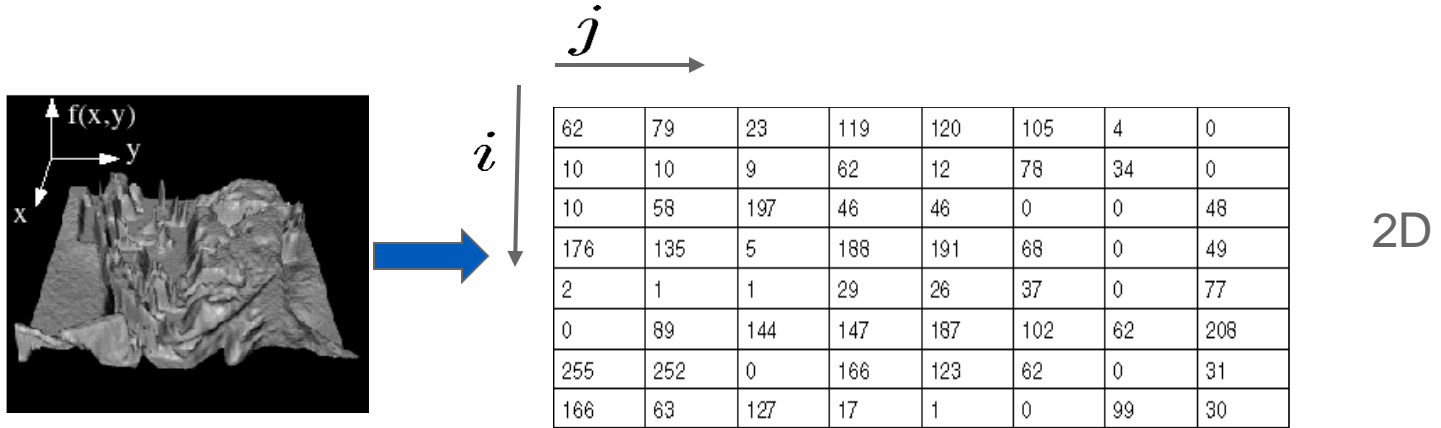 j
f(x,y)
y
x
i
62 79 23 119 120 105 4 0
10 10 9 62 12 78 34 0
10 58 197 46 46 0 0 48
176 135 5 188 191 68 0 49
2 1 1 29 26 37 0 77
0 89 144 147 187 102 62 208
255 252 0 166 123 62 0 31
166 63 127 17 1 0 99 30
2D